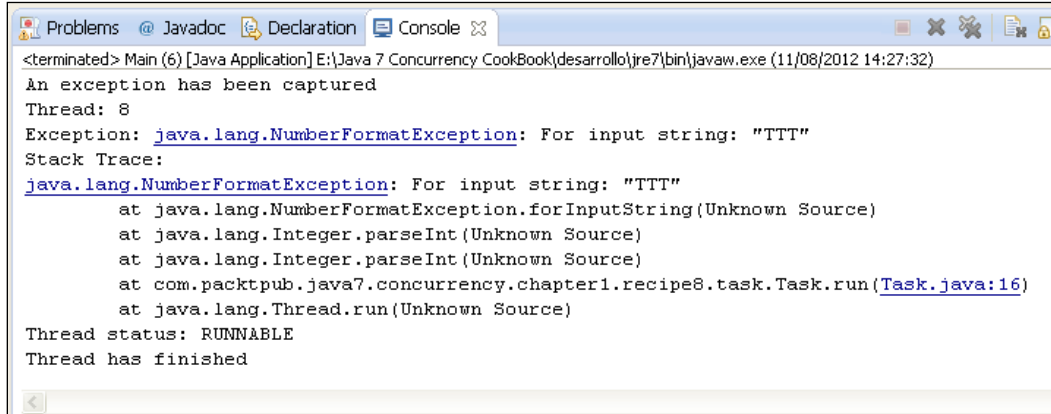 Problems @ Javadoc Declaration Console
<terminated> Main (6) [Java Application] E:\Java 7 Concurrency CookBook\desarrollo\jre7\bin\javaw.exe (11/08/2012 14:27:32)
An exception has been captured
Thread: 8
Exception: java.lang.NumberFormatException: For input string: "TTT"
Stack Trace:
java.lang.NumberFormatException: For input string: "TTT"
at java.lang.NumberFormatException.forInputString(Unknown Source)
at java.lang.Integer.parseInt(Unknown Source)
at java.lang.Integer.parseInt(Unknown Source)
at com.packtpub.java7.concurrency.chapter1.recipe8.task.Task.run(Task.java:16)
at java.lang.Thread.run(Unknown Source)
Thread status: RUNNABLE
Thread has finished